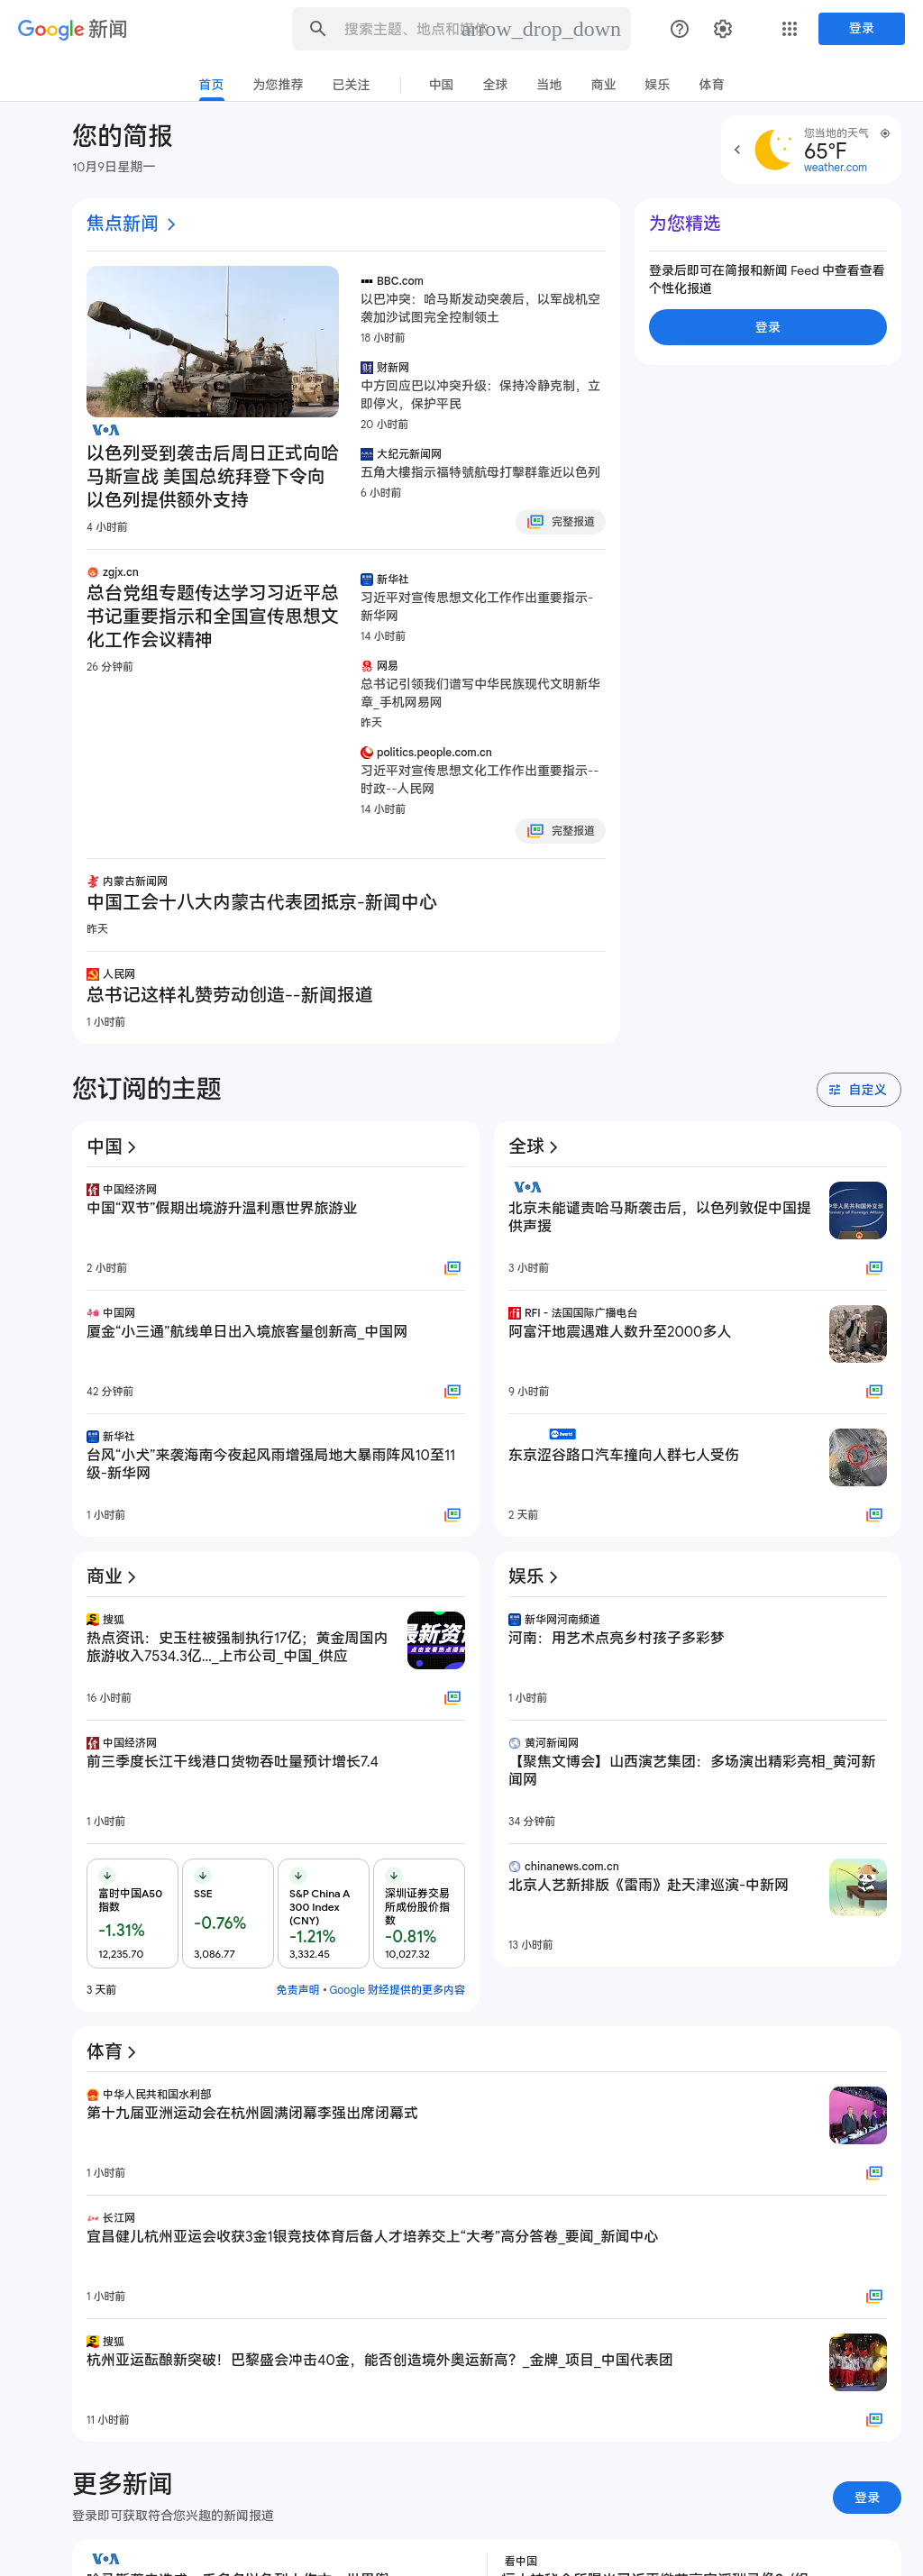 Google 新闻
搜索主题、地点和媒体
arrow_drop_down
登录
首页
为您推荐
已关注
中国
全球
当地
商业
娱乐
体育
您的简报
10月9日星期一
您当地的天气
65°F
weather.com
焦点新闻
VOA
以色列受到袭击后周日正式向哈
马斯宣战 美国总统拜登下令向
以色列提供额外支持
4 小时前
BBC.com
以巴冲突：哈马斯发动突袭后，以军战机空
袭加沙试图完全控制领土
18 小时前
财新网
中方回应巴以冲突升级：保持冷静克制，立
即停火，保护平民
20 小时前
大纪元新闻网
五角大樓指示福特號航母打擊群靠近以色列
6 小时前
完整报道
zgjx.cn
总台党组专题传达学习习近平总
书记重要指示和全国宣传思想文
化工作会议精神
26 分钟前
新华社
习近平对宣传思想文化工作作出重要指示-
新华网
14 小时前
网易
总书记引领我们谱写中华民族现代文明新华
章_手机网易网
昨天
politics.people.com.cn
习近平对宣传思想文化工作作出重要指示--
时政--人民网
14 小时前
完整报道
内蒙古新闻网
中国工会十八大内蒙古代表团抵京-新闻中心
昨天
人民网
总书记这样礼赞劳动创造--新闻报道
1 小时前
为您精选
登录后即可在简报和新闻 Feed 中查看查看
个性化报道
登录
您订阅的主题
自定义
中国
中国经济网
中国“双节”假期出境游升温利惠世界旅游业
2 小时前
中国网
厦金“小三通”航线单日出入境旅客量创新高_中国网
42 分钟前
新华社
台风“小犬”来袭海南今夜起风雨增强局地大暴雨阵风10至11
级-新华网
1 小时前
全球
VOA
北京未能谴责哈马斯袭击后，以色列敦促中国提
供声援
3 小时前
RFI - 法国国际广播电台
阿富汗地震遇难人数升至2000多人
9 小时前
东京涩谷路口汽车撞向人群七人受伤
2 天前
商业
搜狐
热点资讯：史玉柱被强制执行17亿；黄金周国内
旅游收入7534.3亿..._上市公司_中国_供应
16 小时前
中国经济网
前三季度长江干线港口货物吞吐量预计增长7.4
1 小时前
富时中国A50
指数
-1.31%
12,235.70
SSE
-0.76%
3,086.77
S&P China A
300 Index
(CNY)
-1.21%
3,332.45
深圳证券交易
所成份股价指
数
-0.81%
10,027.32
3 天前
免责声明 • Google 财经提供的更多内容
娱乐
新华网河南频道
河南：用艺术点亮乡村孩子多彩梦
1 小时前
黄河新闻网
【聚焦文博会】山西演艺集团：多场演出精彩亮相_黄河新
闻网
34 分钟前
chinanews.com.cn
北京人艺新排版《雷雨》赴天津巡演-中新网
13 小时前
体育
中华人民共和国水利部
第十九届亚洲运动会在杭州圆满闭幕李强出席闭幕式
1 小时前
长江网
宜昌健儿杭州亚运会收获3金1银竞技体育后备人才培养交上“大考”高分答卷_要闻_新闻中心
1 小时前
搜狐
杭州亚运酝酿新突破！巴黎盛会冲击40金，能否创造境外奥运新高？_金牌_项目_中国代表团
11 小时前
更多新闻
登录即可获取符合您兴趣的新闻报道
登录
VOA
看中国